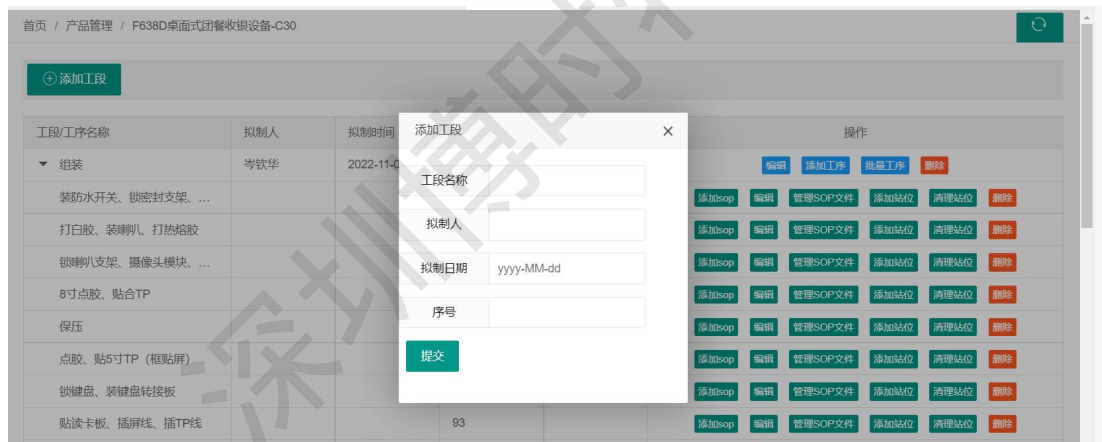 首页 / 产品管理 / F638D桌面式团餐收银设备-C30
添加工段
工段/工序名称 拟制人 拟制时间 操作
组装 岑钦华 2022-11-0 编辑 添加工序 批量工序 删除
装防水开关、锁密封支架、... 添加sop 编辑 管理SOP文件 添加站位 清理站位 删除
打白胶、装喇叭、打热熔胶 添加sop 编辑 管理SOP文件 添加站位 清理站位 删除
锁喇叭支架、摄像头模块、... 添加sop 编辑 管理SOP文件 添加站位 清理站位 删除
8寸点胶、贴合TP 添加sop 编辑 管理SOP文件 添加站位 清理站位 删除
保压 添加sop 编辑 管理SOP文件 添加站位 清理站位 删除
点胶、贴5寸TP（框贴屏） 添加sop 编辑 管理SOP文件 添加站位 清理站位 删除
锁键盘、装键盘转接板 添加sop 编辑 管理SOP文件 添加站位 清理站位 删除
贴读卡板、插屏线、插TP线 93 添加sop 编辑 管理SOP文件 添加站位 清理站位 删除
添加工段
工段名称
拟制人
拟制日期 yyyy-MM-dd
序号
提交
深圳博时